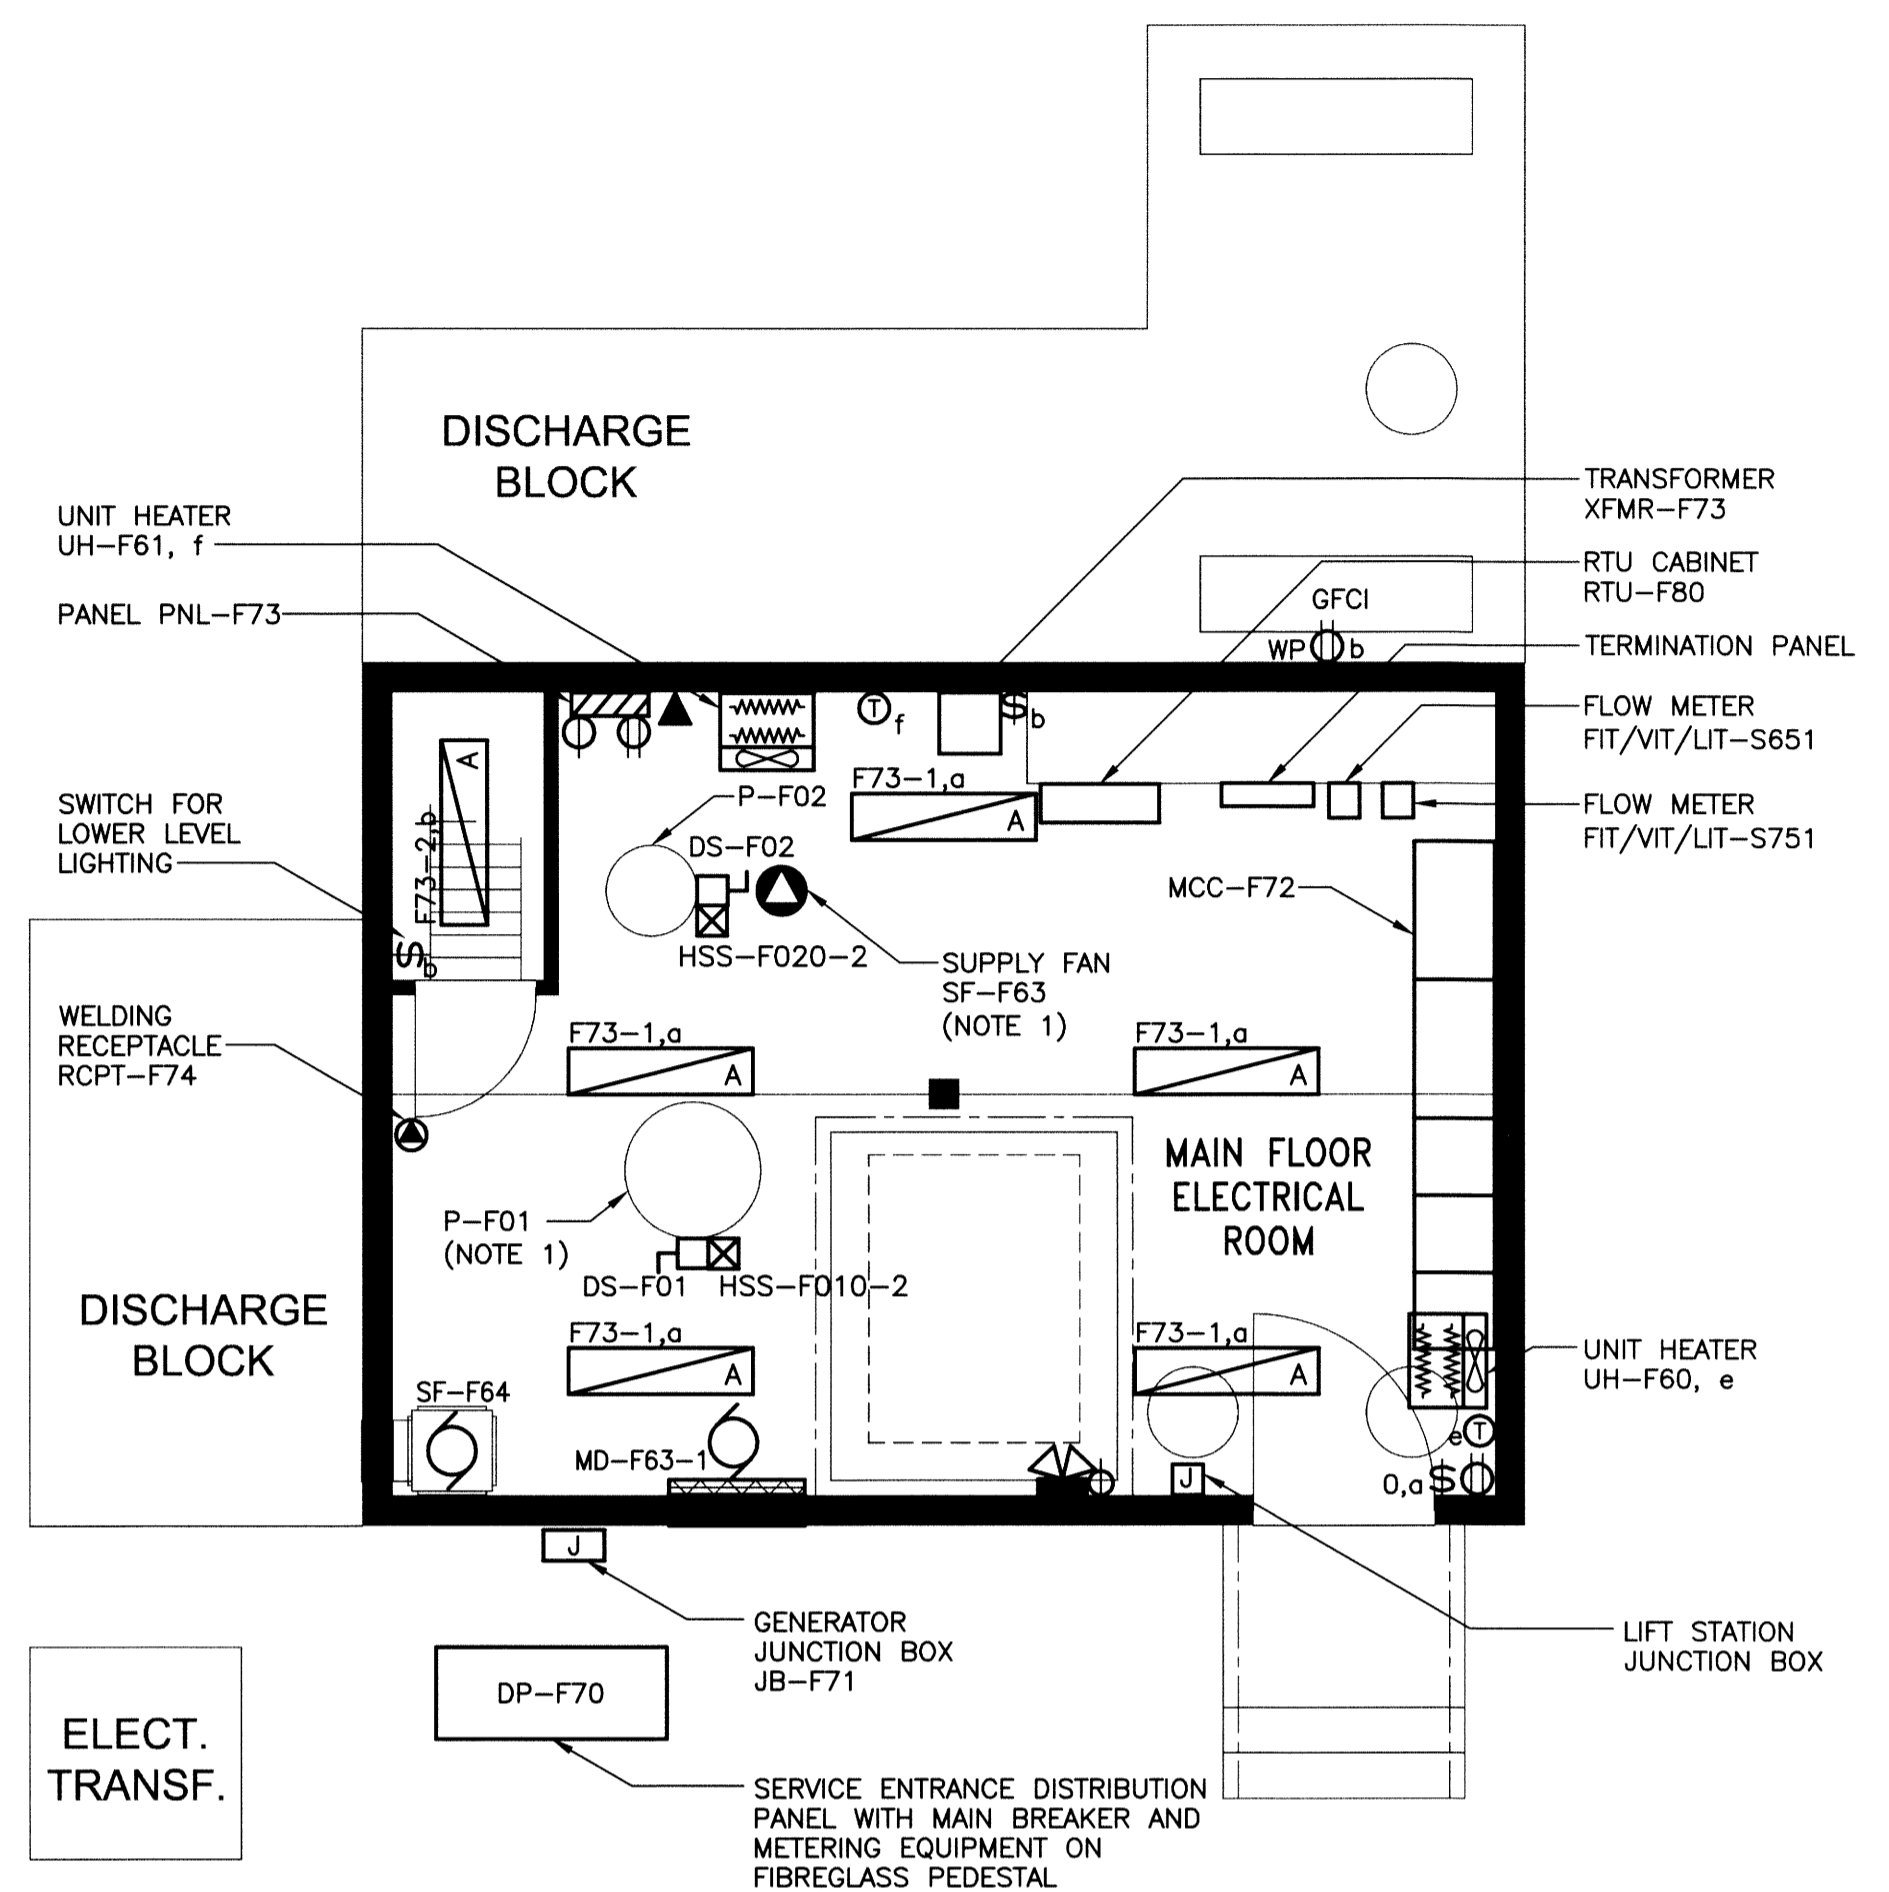 DISCHARGE
BLOCK
UNIT HEATER
UH-F61, f
PANEL PNL-F73
TRANSFORMER
XFMR-F73
RTU CABINET
RTU-F80
GFCI
WP
b
TERMINATION PANEL
FLOW METER
FIT/VIT/LIT-S651
FLOW METER
FIT/VIT/LIT-S751
T
f
$
b
A
F73-2,b
SWITCH FOR
LOWER LEVEL
LIGHTING
$
b
F73-1,a
A
P-F02
DS-F02
HSS-F020-2
SUPPLY FAN
SF-F63
(NOTE 1)
MCC-F72
WELDING
RECEPTACLE
RCPT-F74
F73-1,a
A
F73-1,a
A
MAIN FLOOR
ELECTRICAL
ROOM
P-F01
(NOTE 1)
DS-F01
HSS-F010-2
DISCHARGE
BLOCK
F73-1,a
A
F73-1,a
A
UNIT HEATER
UH-F60, e
SF-F64
MD-F63-1
J
e
T
0,a
$
J
GENERATOR
JUNCTION BOX
JB-F71
LIFT STATION
JUNCTION BOX
DP-F70
ELECT.
TRANSF.
SERVICE ENTRANCE DISTRIBUTION
PANEL WITH MAIN BREAKER AND
METERING EQUIPMENT ON
FIBREGLASS PEDESTAL